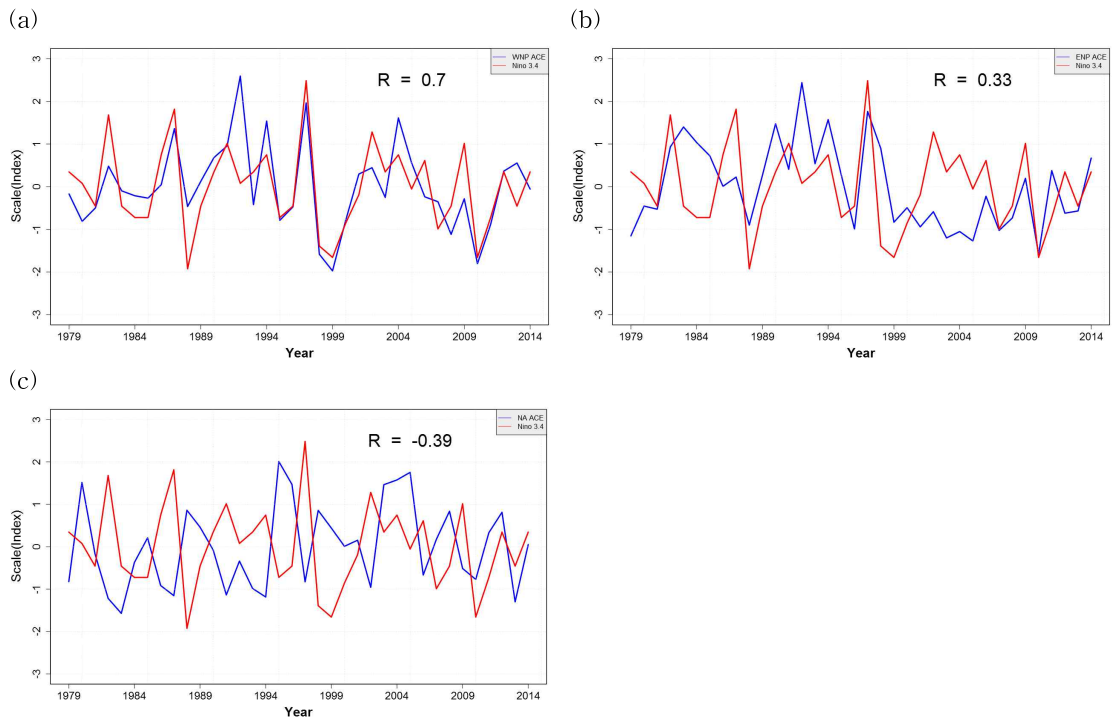 (a)
WNP ACE
Nino 3.4
R = 0.7
Scale(Index)
3
2
1
0
-1
-2
-3
1979 1984 1989 1994 1999 2004 2009 2014
Year
(b)
ENP ACE
Nino 3.4
R = 0.33
Scale(Index)
3
2
1
0
-1
-2
-3
1979 1984 1989 1994 1999 2004 2009 2014
Year
(c)
NA ACE
Nino 3.4
R = -0.39
Scale(Index)
3
2
1
0
-1
-2
-3
1979 1984 1989 1994 1999 2004 2009 2014
Year